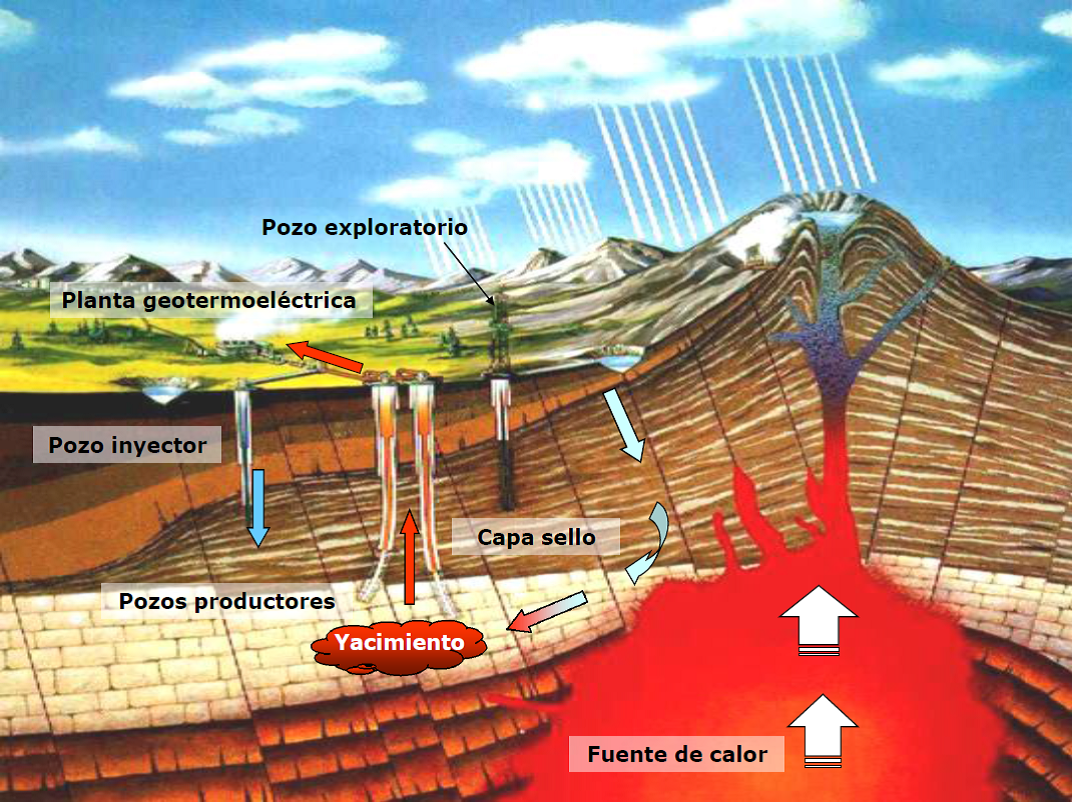 Pozo exploratorio
Planta geotermoeléctrica
Pozo inyector
Capa sello
Pozos productores
Yacimiento
Fuente de calor